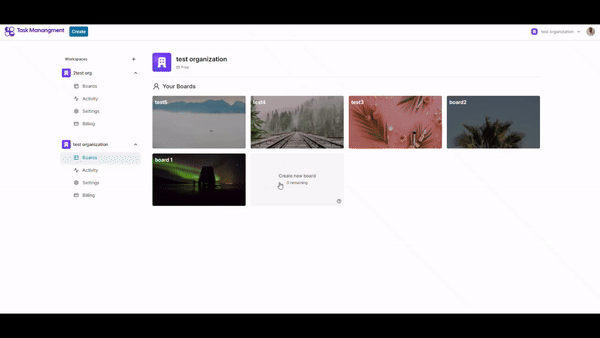 Task Managment
Create
test organization
Workspaces
+
2test org
Boards
Activity
Settings
Billing
test organization
Boards
Activity
Settings
Billing
test organization
Free
Your Boards
test5
test4
test3
board2
board 1
Create new board
0 remaining